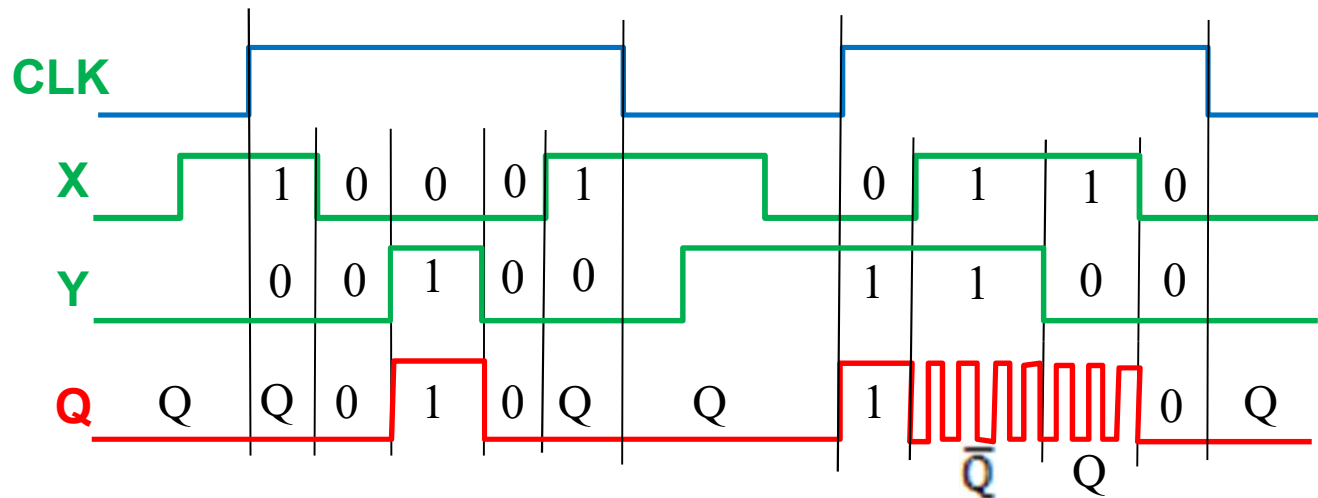 CLK
X 1 0 0 0 1 0 1 1 0
Y 0 0 1 0 0 1 1 0 0
Q Q Q 0 1 0 Q Q 1 Q̅ Q 0 Q